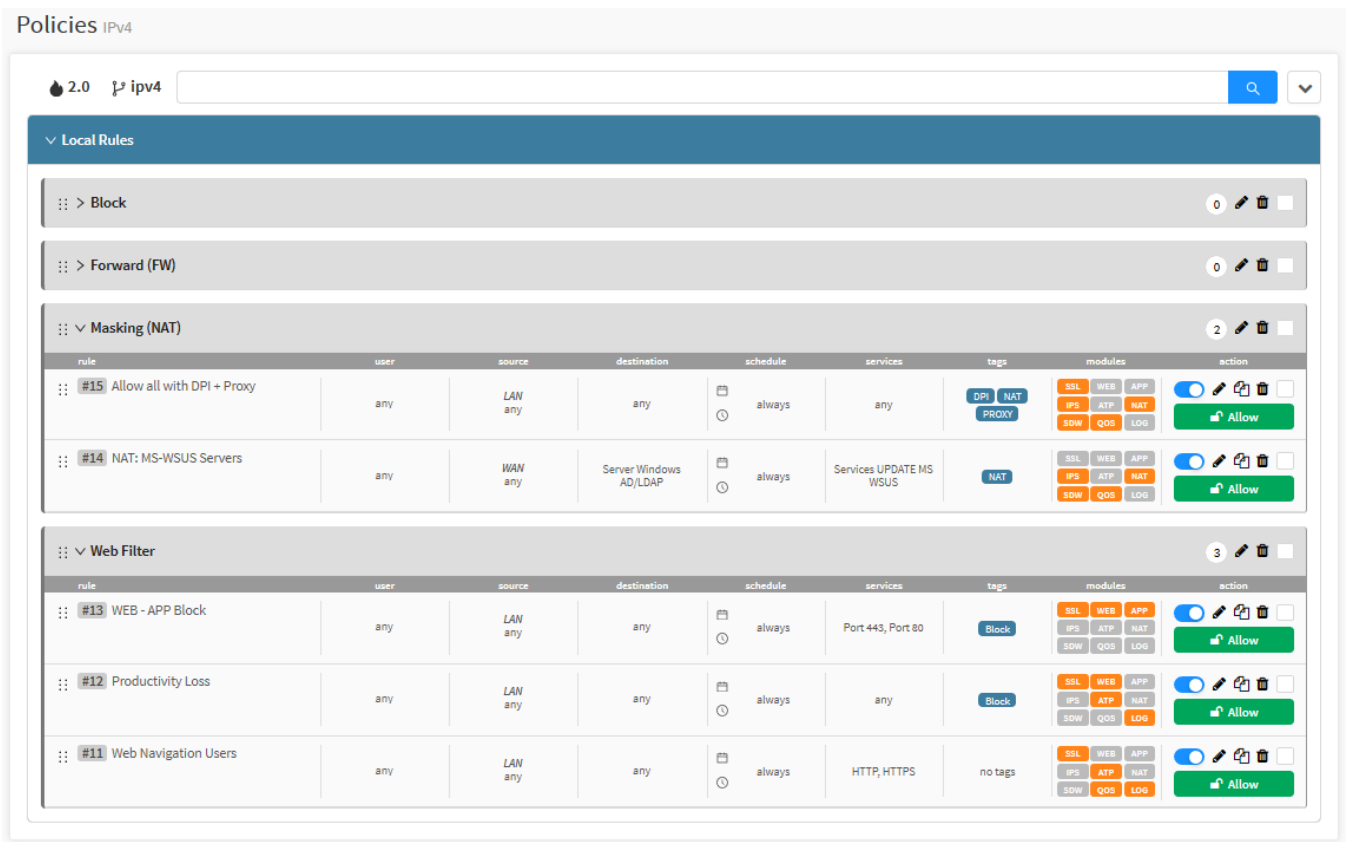 Policies IPv4
2.0 ipv4
Local Rules
Block 0
Forward (FW) 0
Masking (NAT) 2
rule user source destination schedule services tags modules action
#15 Allow all with DPI + Proxy any LAN any any always any DPI NAT PROXY SSL WEB APP IPS ATP NAT SDW QOS LOG Allow
#14 NAT: MS-WSUS Servers any WAN any Server Windows AD/LDAP always Services UPDATE MS WSUS NAT SSL WEB APP IPS ATP NAT SDW QOS LOG Allow
Web Filter 3
rule user source destination schedule services tags modules action
#13 WEB - APP Block any LAN any any always Port 443, Port 80 Block SSL WEB APP IPS ATP NAT SDW QOS LOG Allow
#12 Productivity Loss any LAN any any always any Block SSL WEB APP IPS ATP NAT SDW QOS LOG Allow
#11 Web Navigation Users any LAN any any always HTTP, HTTPS no tags SSL WEB APP IPS ATP NAT SDW QOS LOG Allow